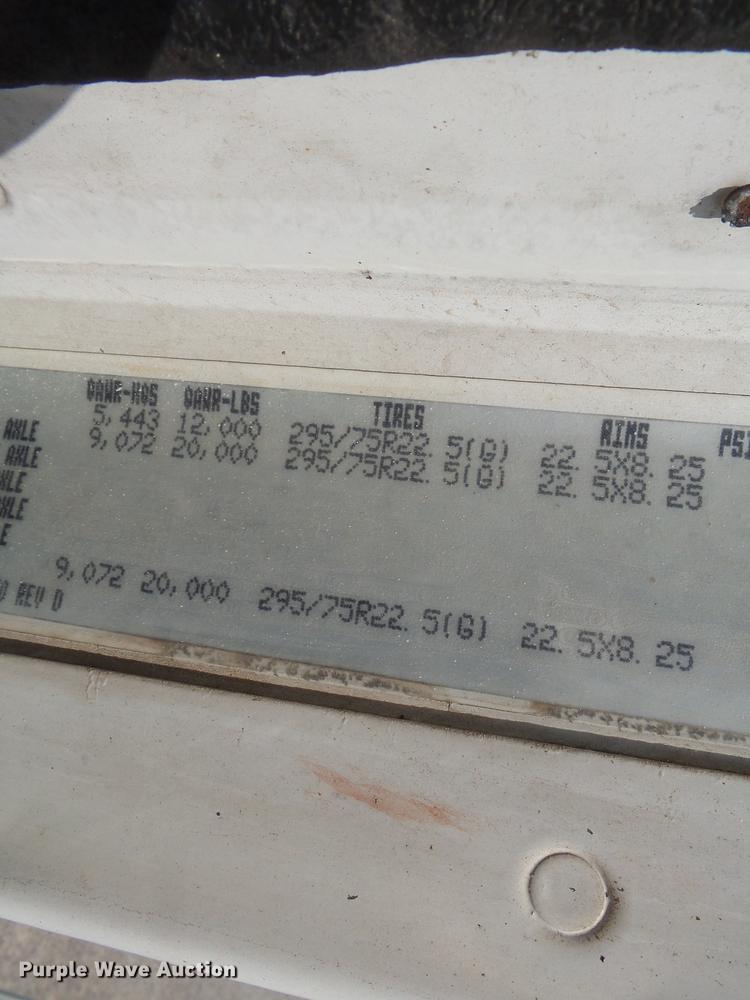 GAWR-KGS GAWR-LBS TIRES RIMS PSI
AXLE 5,443 12,000 295/75R22.5(G) 22.5X8.25
AXLE 9,072 20,000 295/75R22.5(G) 22.5X8.25
XLE
XLE
E
9,072 20,000 295/75R22.5(G) 22.5X8.25
REV D
Purple Wave Auction